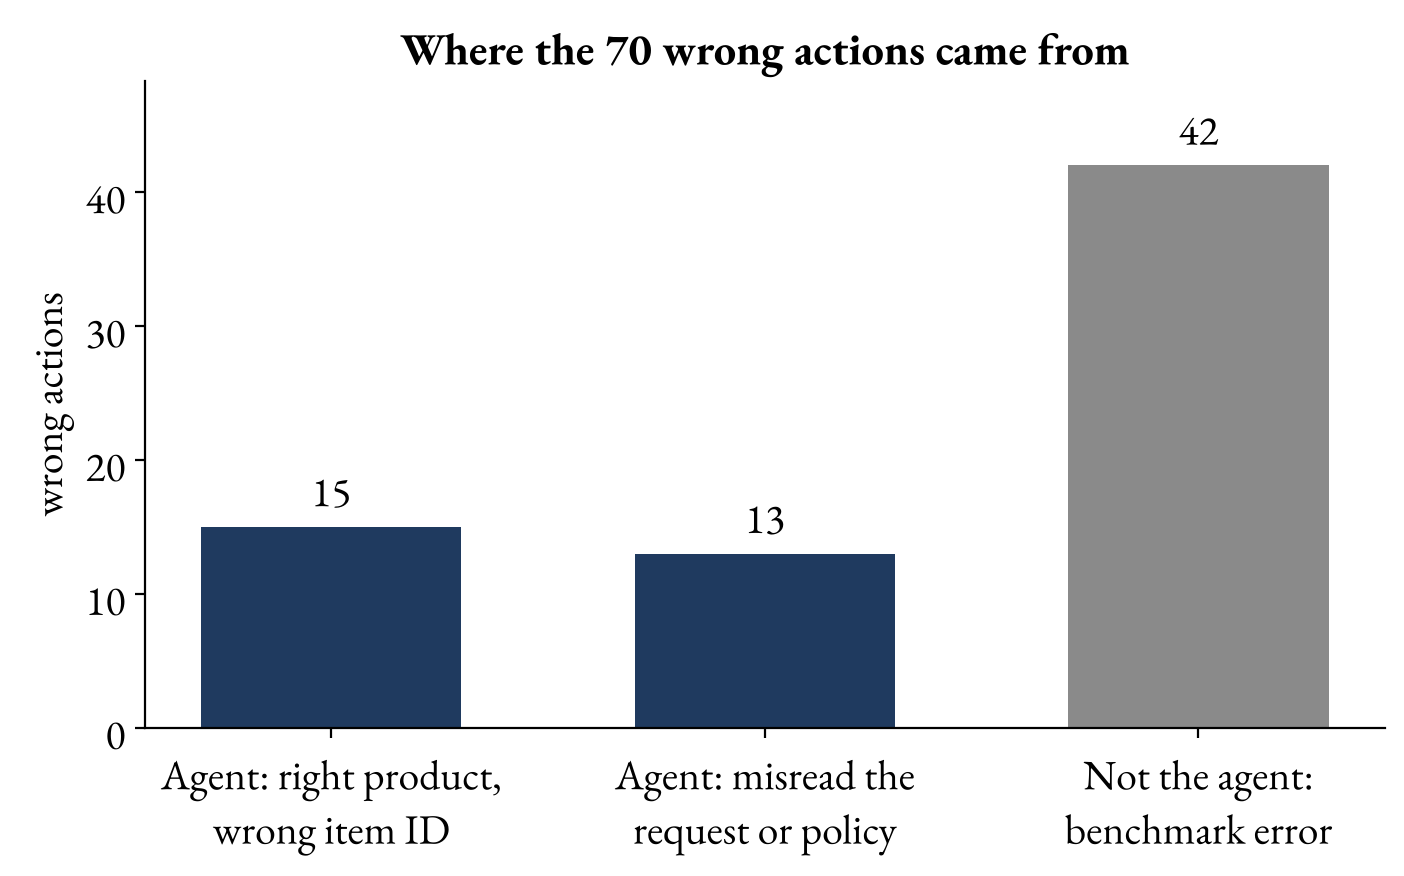 Where the 70 wrong actions came from
wrong actions
40
30
20
10
0
15
13
42
Agent: right product,
wrong item ID
Agent: misread the
request or policy
Not the agent:
benchmark error